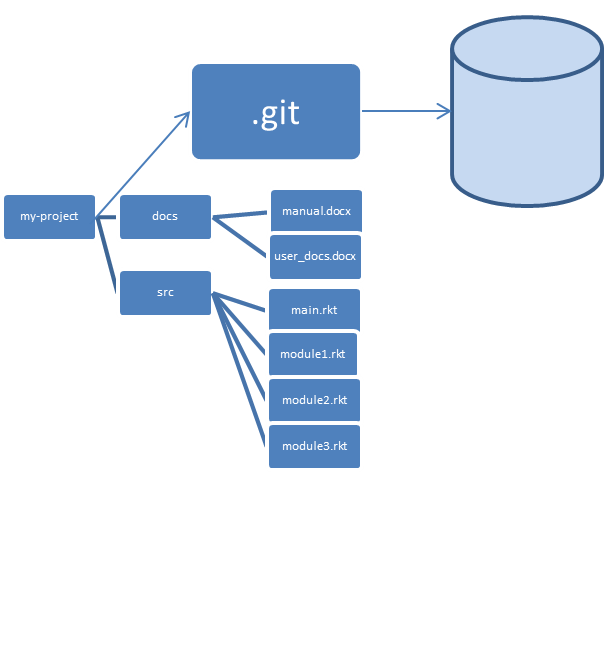 .git
my-project
docs
manual.docx
user_docs.docx
src
main.rkt
module1.rkt
module2.rkt
module3.rkt